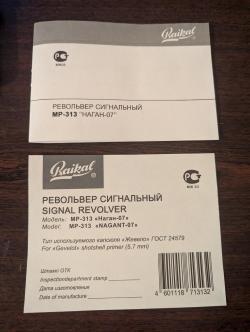 Baikal
МЕ55
РЕВОЛЬВЕР СИГНАЛЬНЫЙ
МР-313 "НАГАН-07"
Baikal
РЕВОЛЬВЕР СИГНАЛЬНЫЙ
SIGNAL REVOLVER
Модель: МР-313 «Наган-07»
Model: MP-313 «NAGANT-07»
Тип используемого капсюля «Жевело» ГОСТ 24579
For «Gevelot» shotshell primer (5.7 mm)
Штамп ОТК
Inspection department stamp
Дата изготовления
Date of manufacture
4 601118 713132